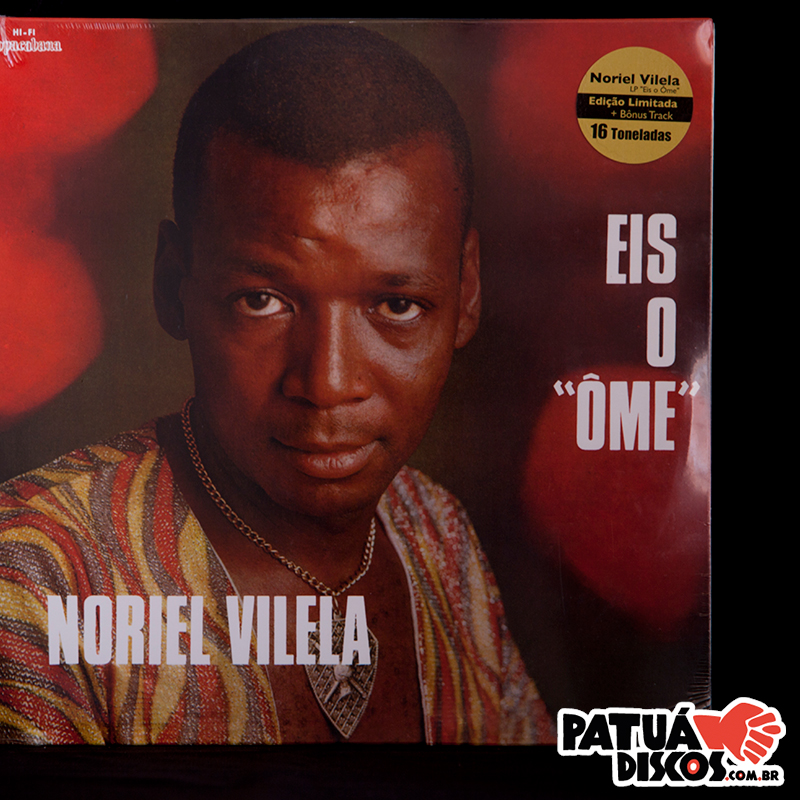 HI-FI
Noriel Vilela
LP "Eis o Ôme"
Edição Limitada
+ Bônus Track
16 Toneladas
EIS
O
“ÔME”
NORIEL VILELA
PATUÁ
DISCOS.COM.BR